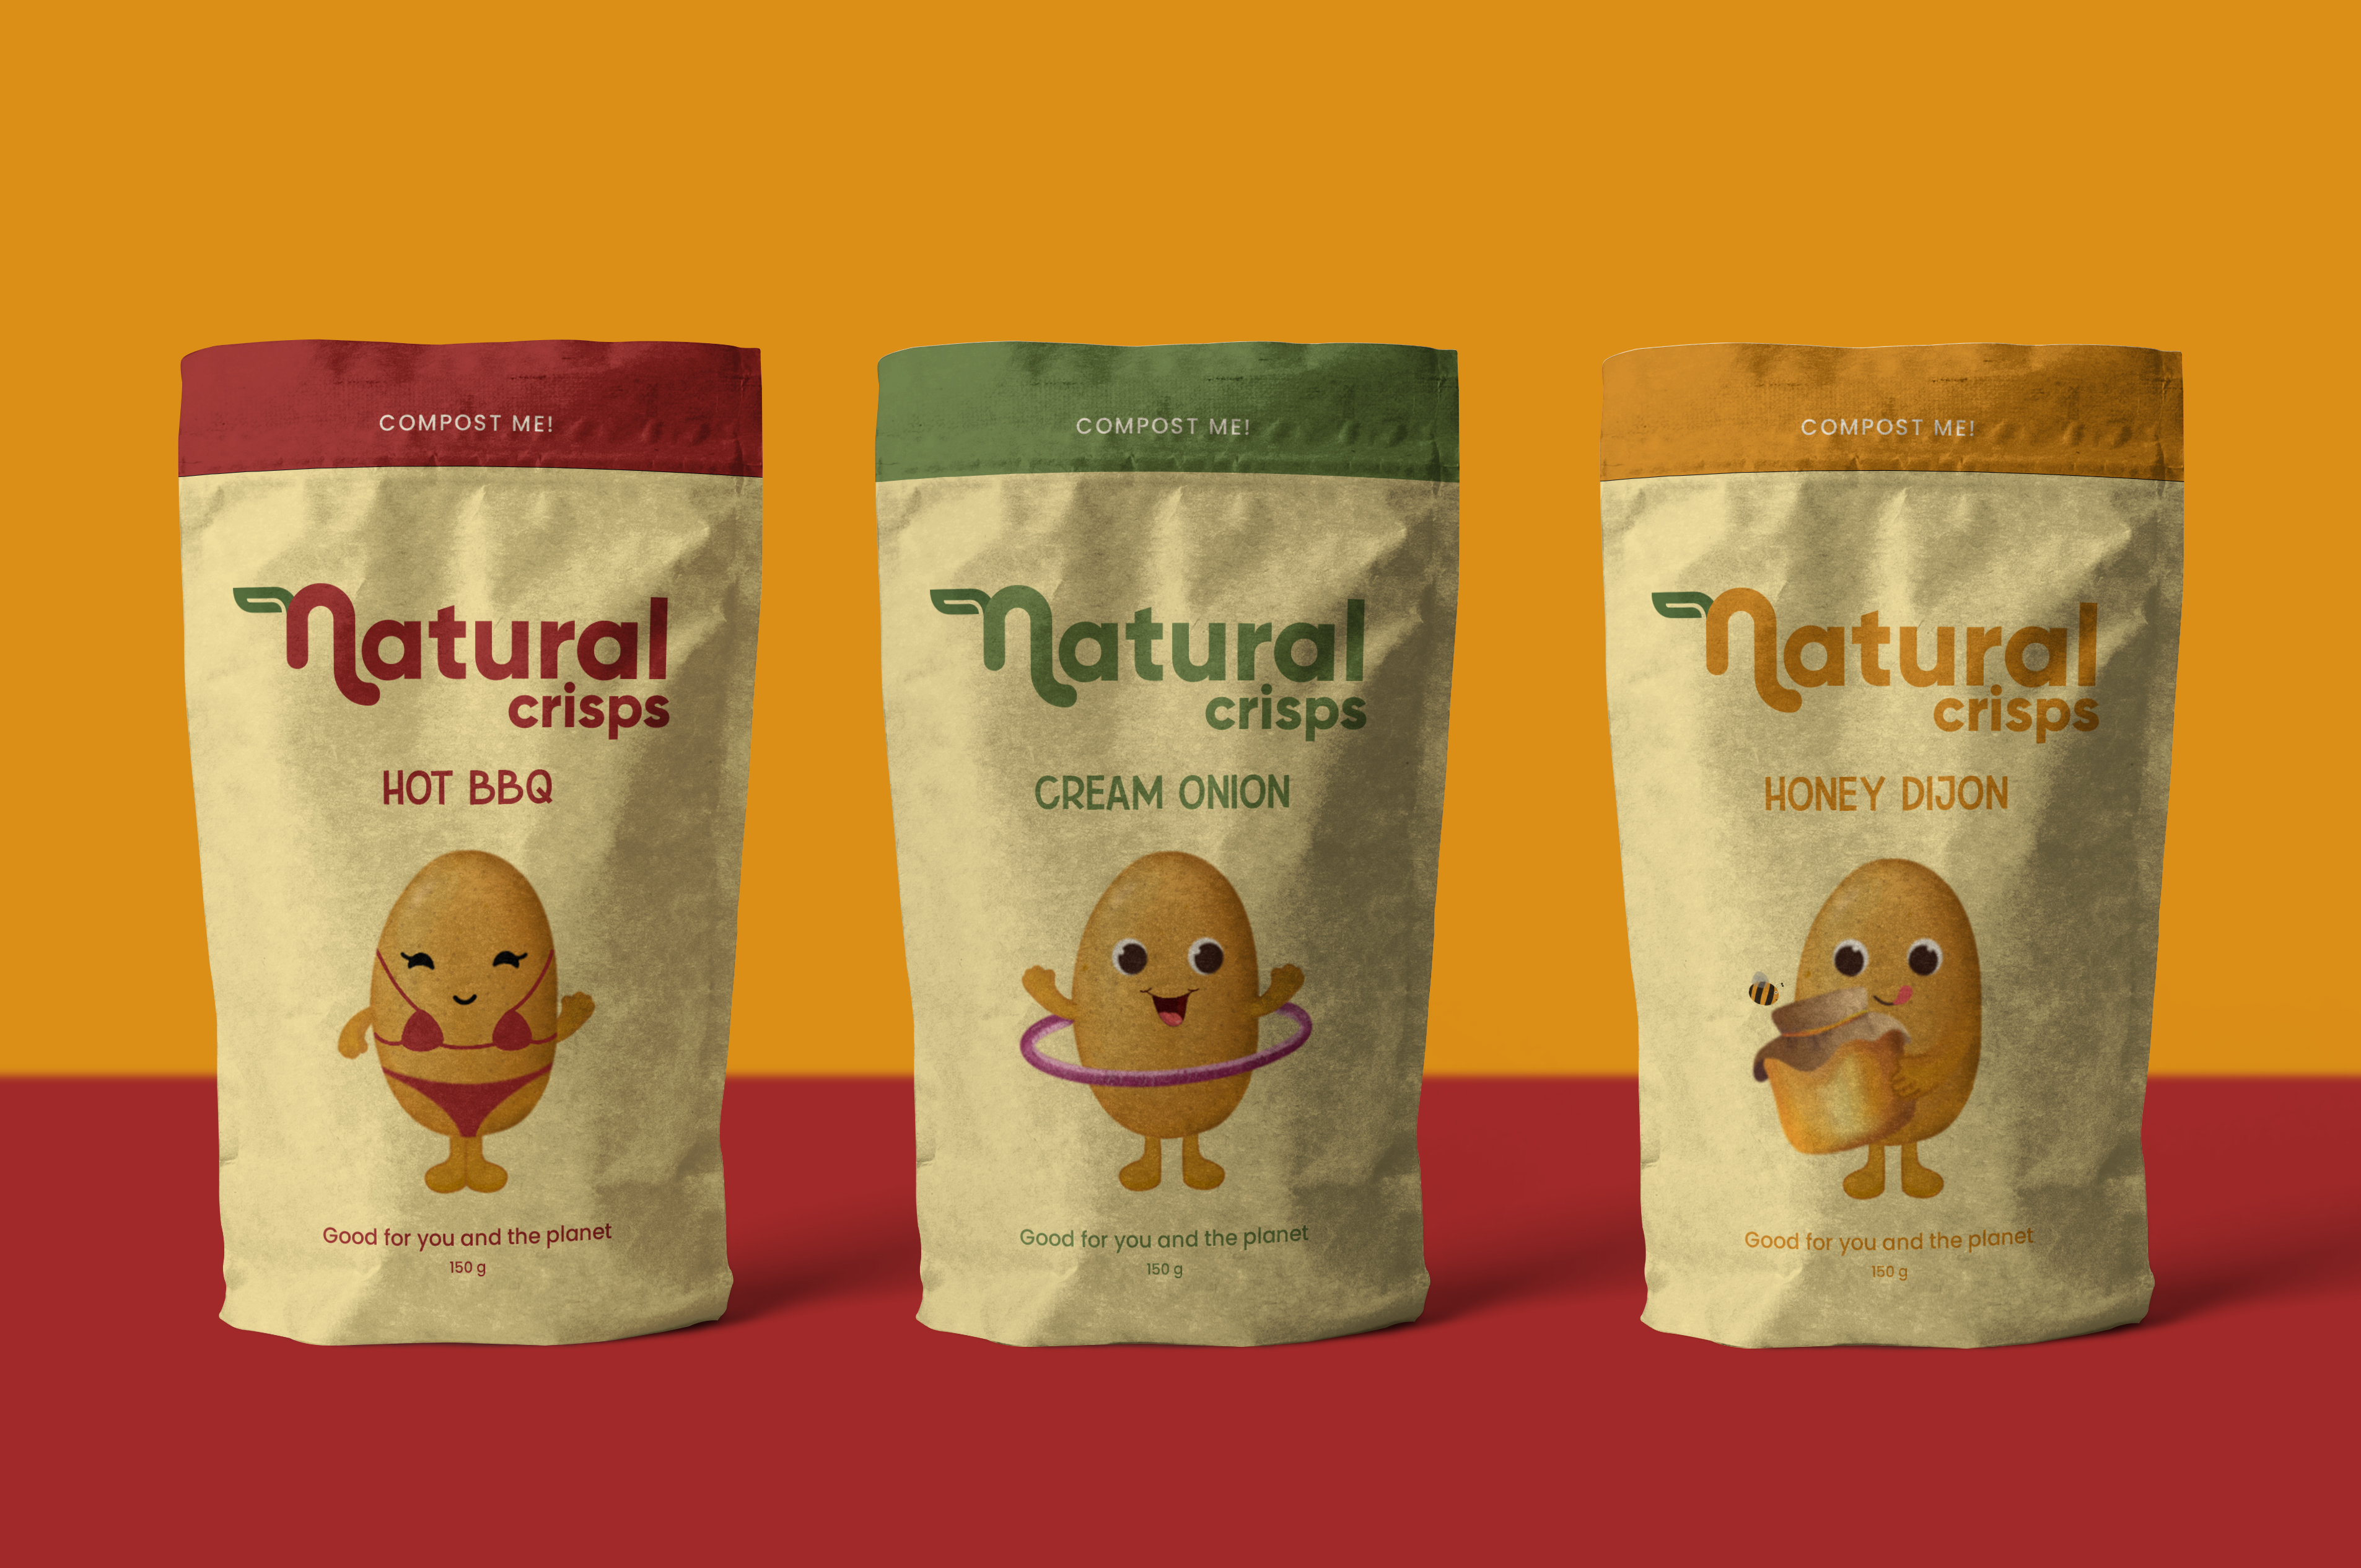 COMPOST ME!
natural
crisps
HOT BBQ
Good for you and the planet
150 g
COMPOST ME!
natural
crisps
CREAM ONION
Good for you and the planet
150 g
COMPOST ME!
natural
crisps
HONEY DIJON
Good for you and the planet
150 g